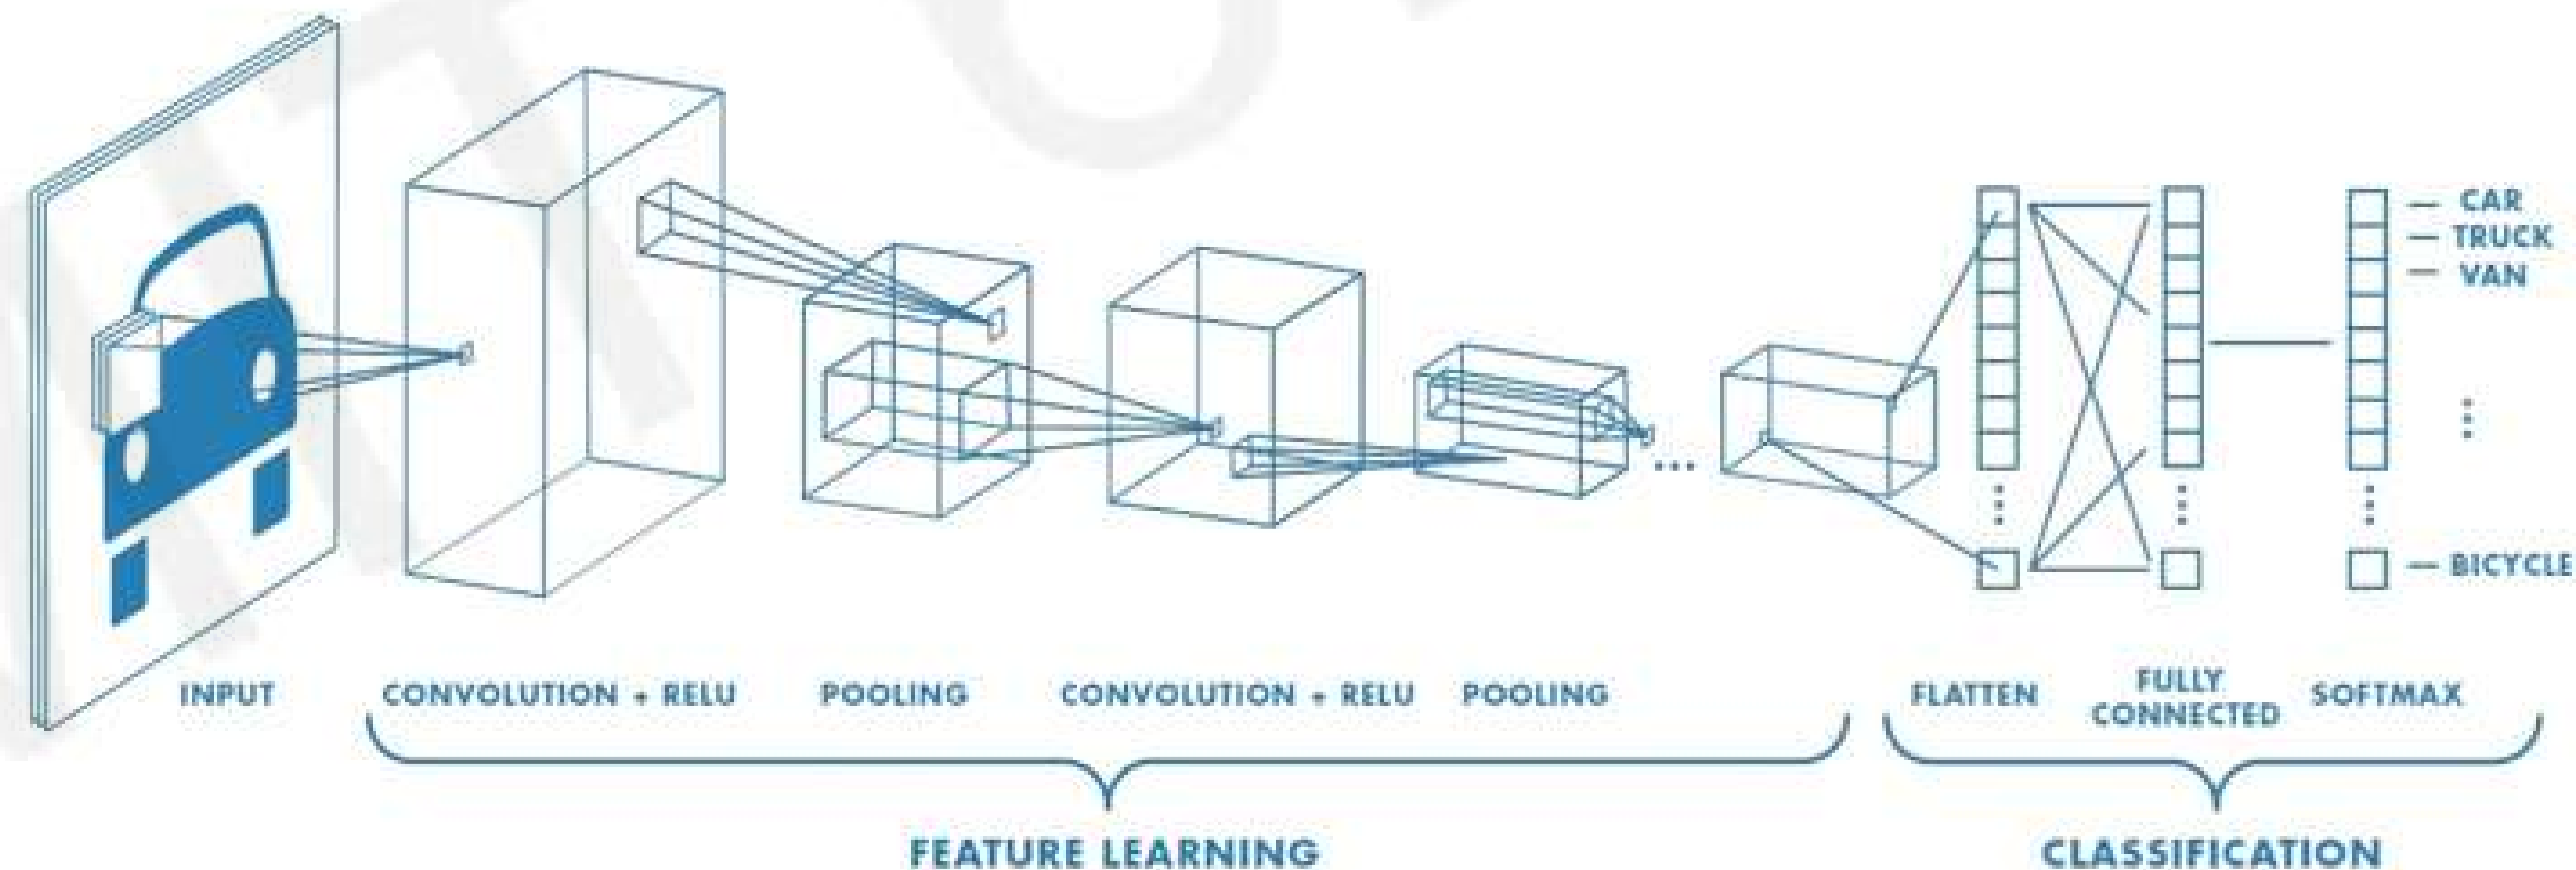 CAR
TRUCK
VAN
BICYCLE
INPUT
CONVOLUTION + RELU
POOLING
CONVOLUTION + RELU
POOLING
FLATTEN
FULLY
CONNECTED
SOFTMAX
FEATURE LEARNING
CLASSIFICATION